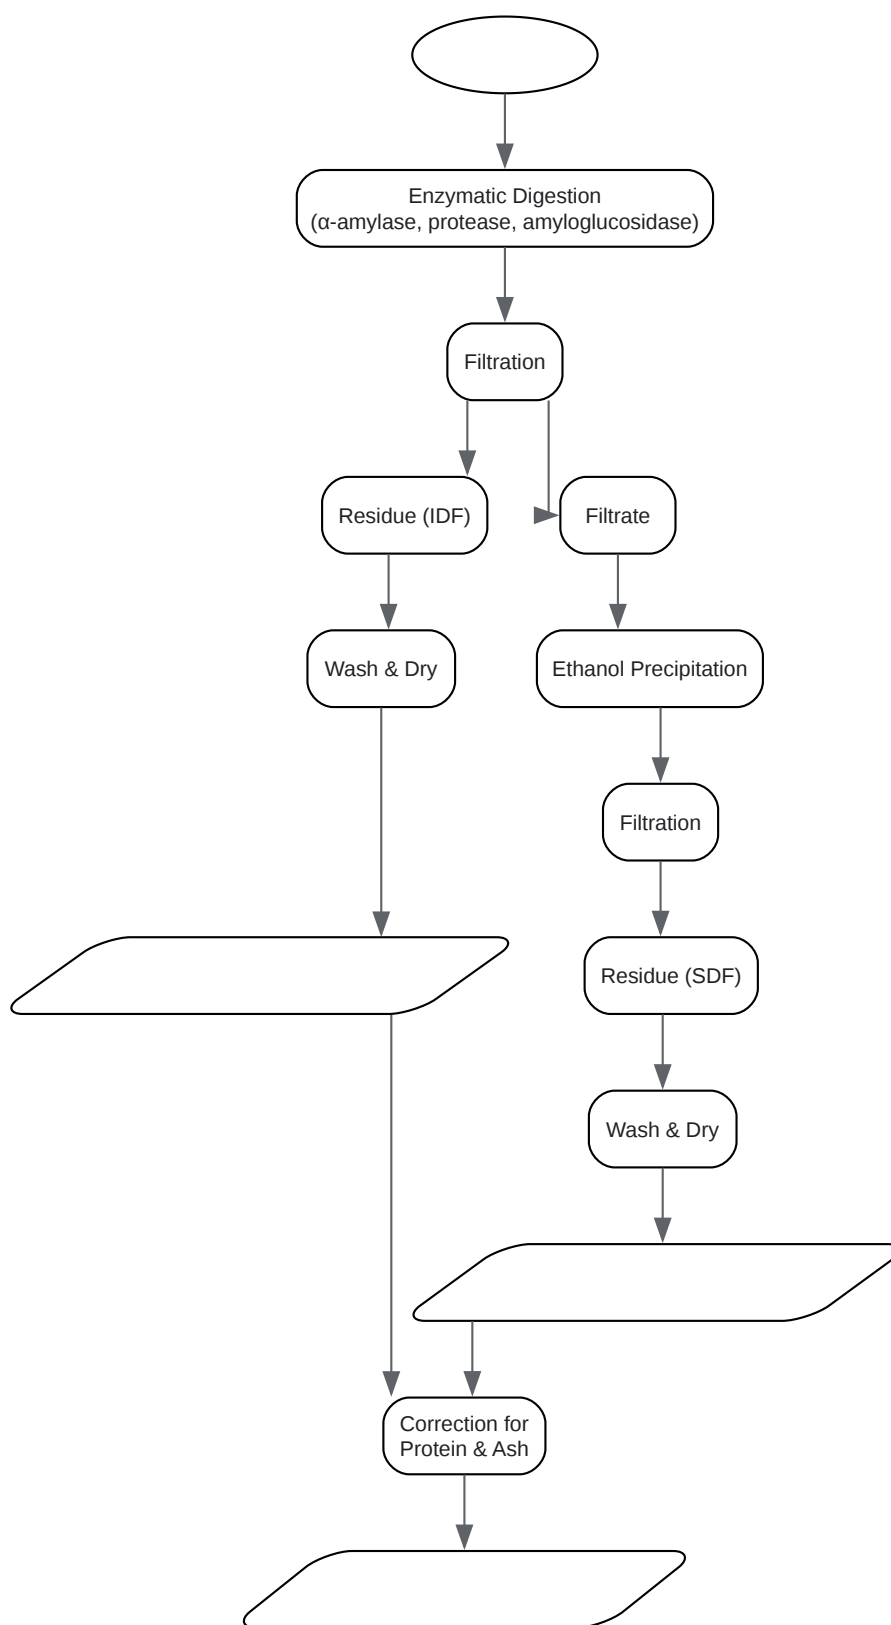 Enzymatic Digestion
(α-amylase, protease, amyloglucosidase)
Filtration
Residue (IDF)
Filtrate
Wash & Dry
Ethanol Precipitation
Filtration
Residue (SDF)
Wash & Dry
Correction for
Protein & Ash